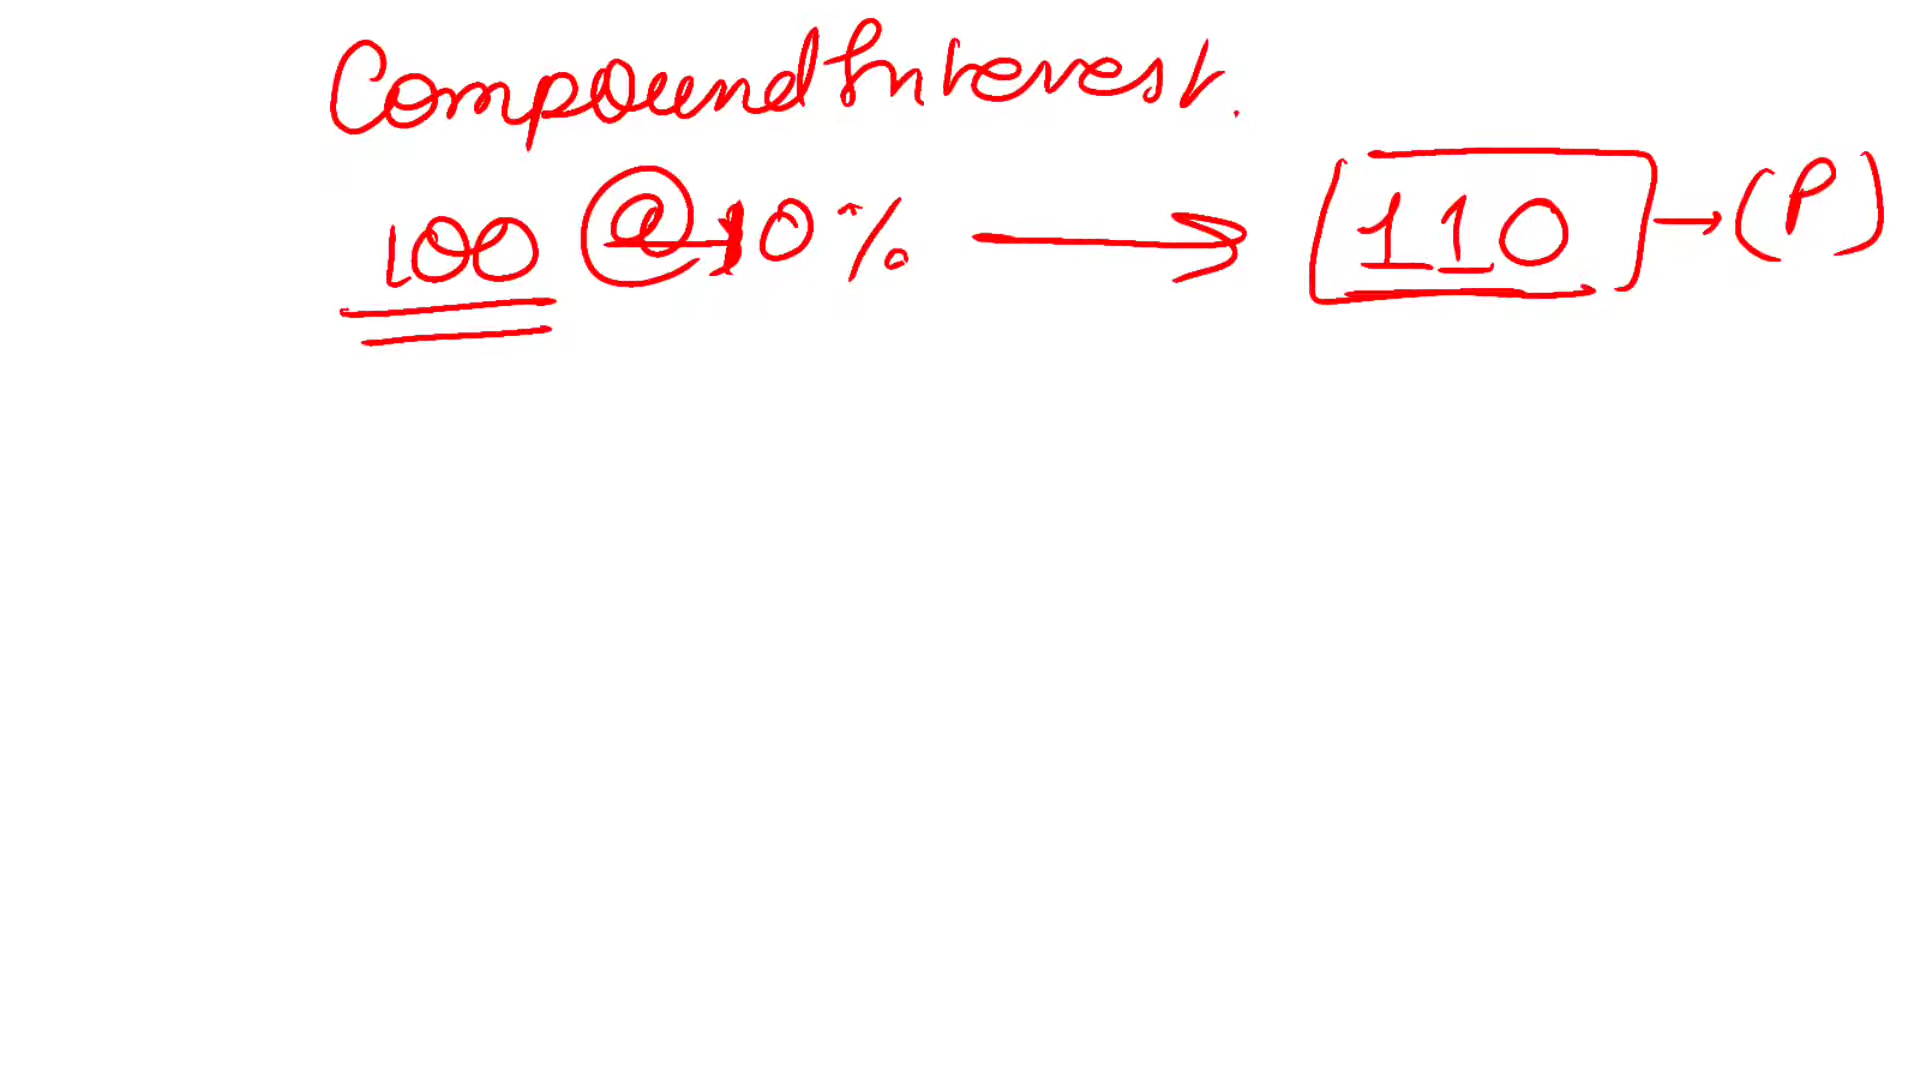 Compound Interest.
100 @ 10% → 110 → (P)